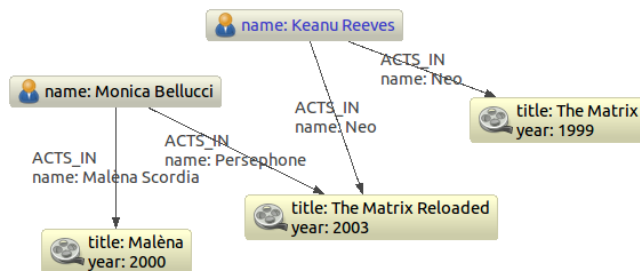 name: Keanu Reeves
ACTS_IN
name: Neo
name: Monica Bellucci
ACTS_IN
name: Neo
title: The Matrix
year: 1999
ACTS_IN
name: Persephone
ACTS_IN
name: Malèna Scordia
title: The Matrix Reloaded
year: 2003
title: Malèna
year: 2000